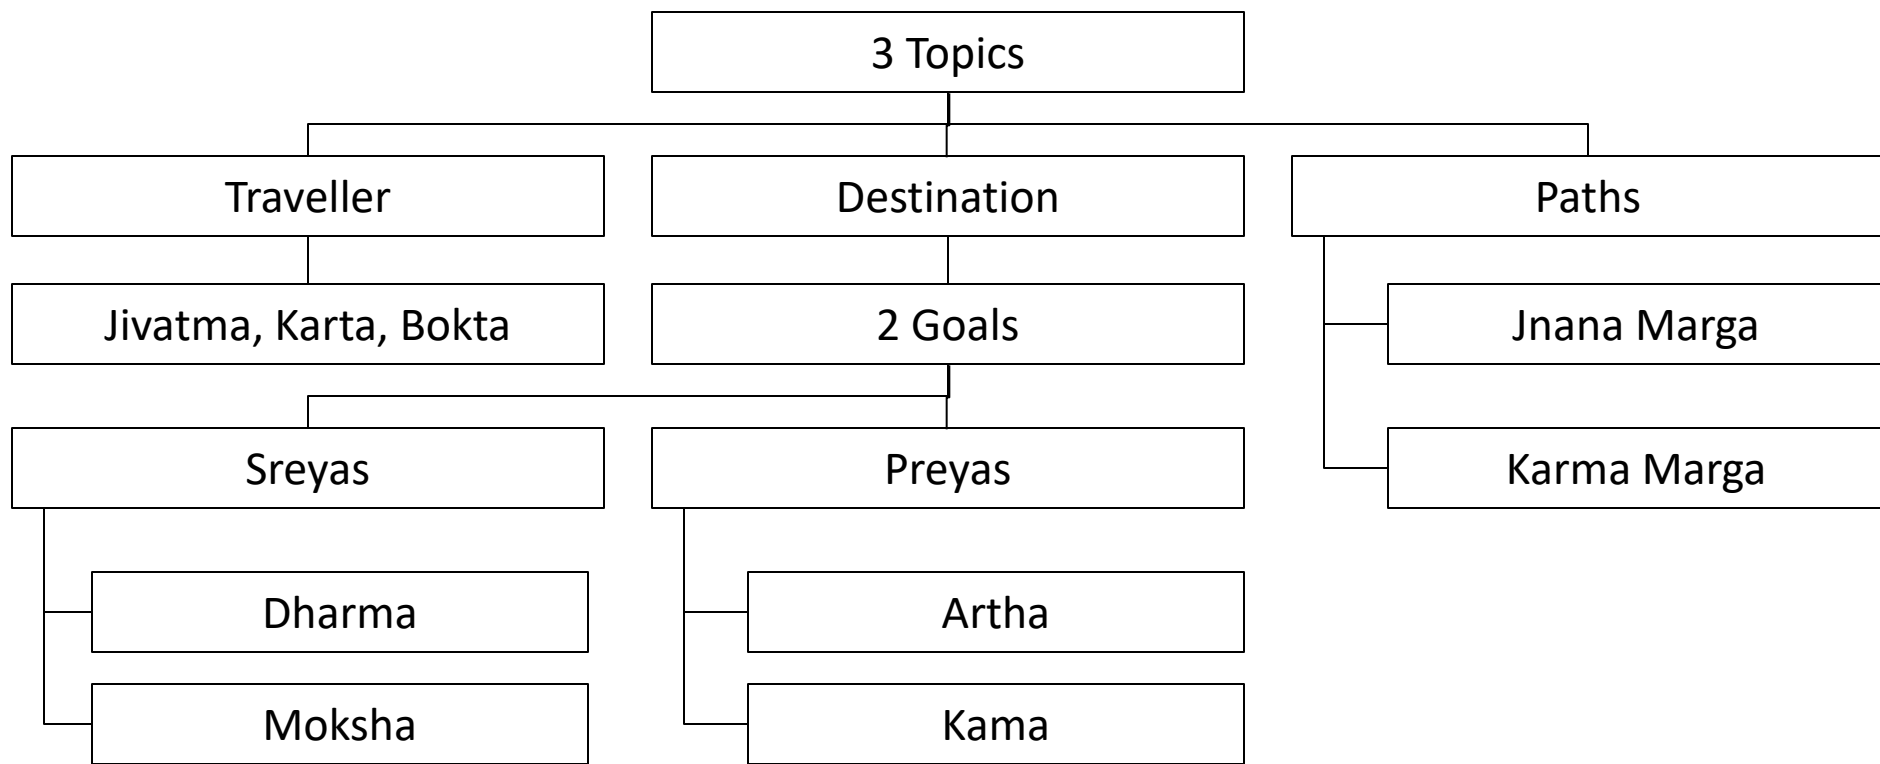 3 Topics
Traveller
Destination
Paths
Jivatma, Karta, Bokta
2 Goals
Jnana Marga
Sreyas
Preyas
Karma Marga
Dharma
Artha
Moksha
Kama